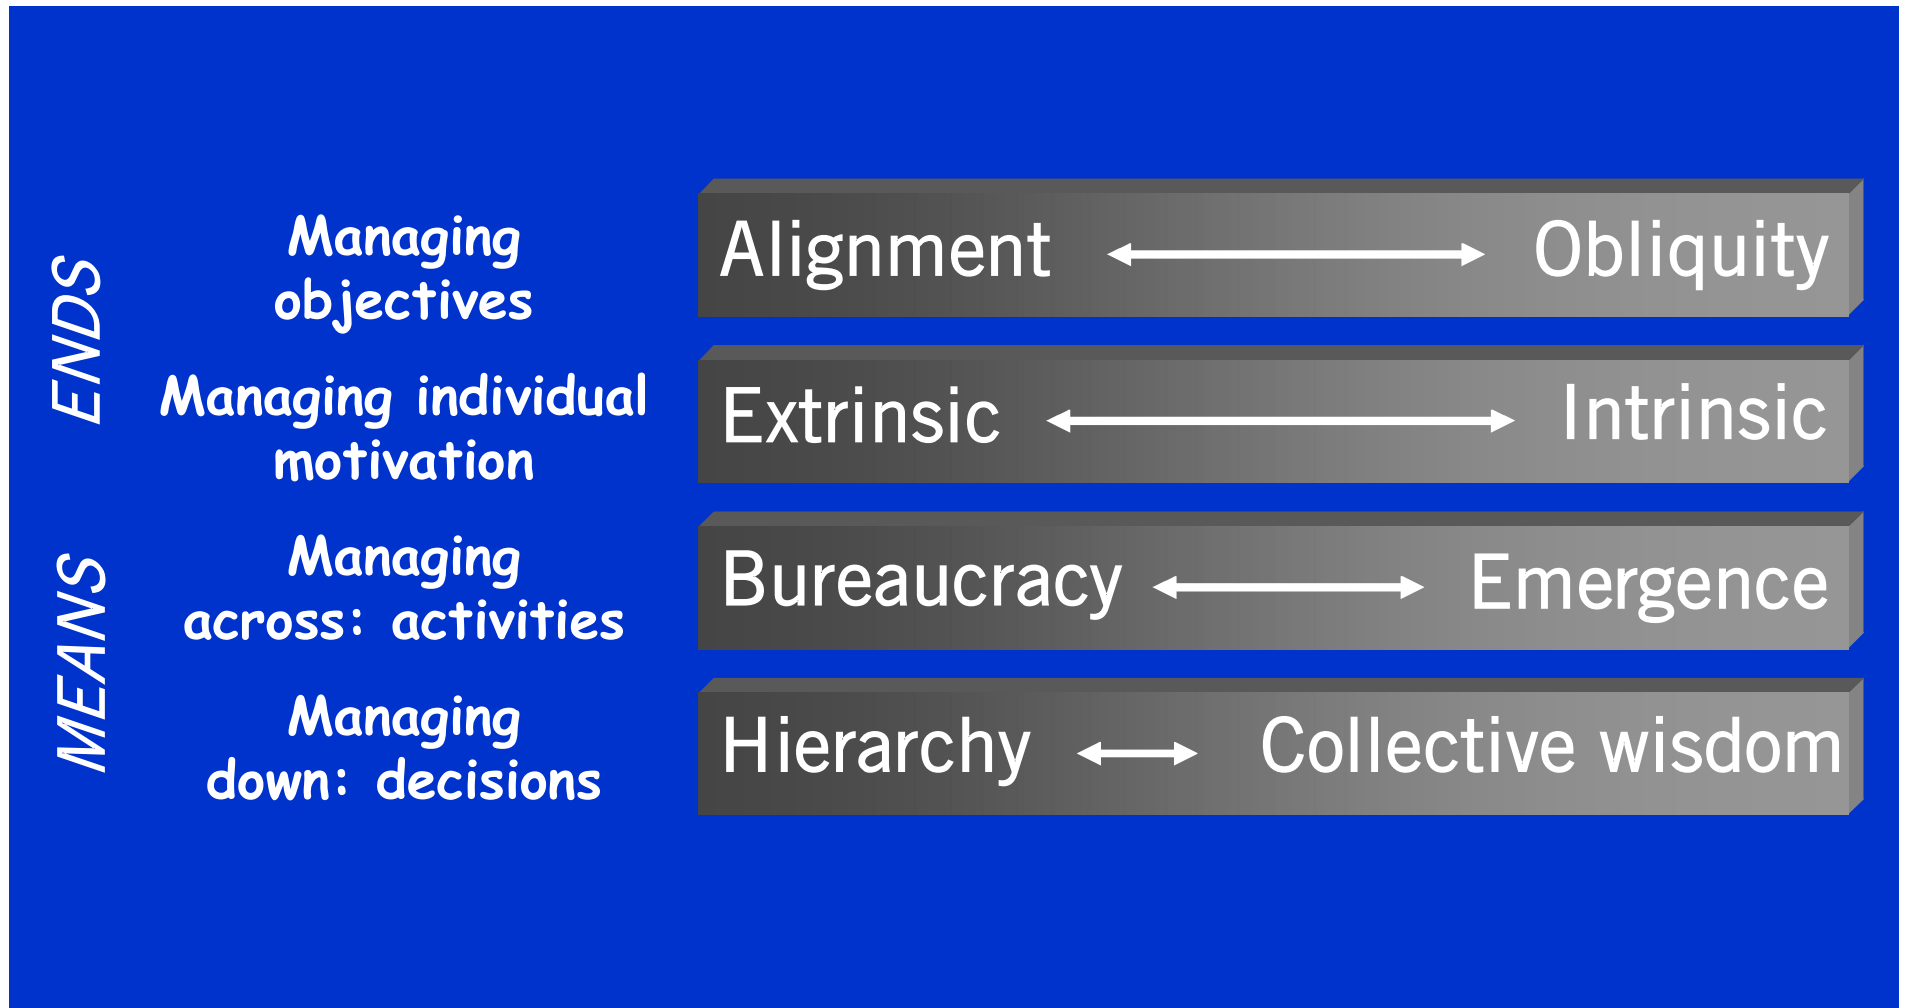 ENDS
Managing
objectives
Alignment Obliquity
Managing individual
motivation
Extrinsic Intrinsic
MEANS
Managing
across: activities
Bureaucracy Emergence
Managing
down: decisions
Hierarchy Collective wisdom